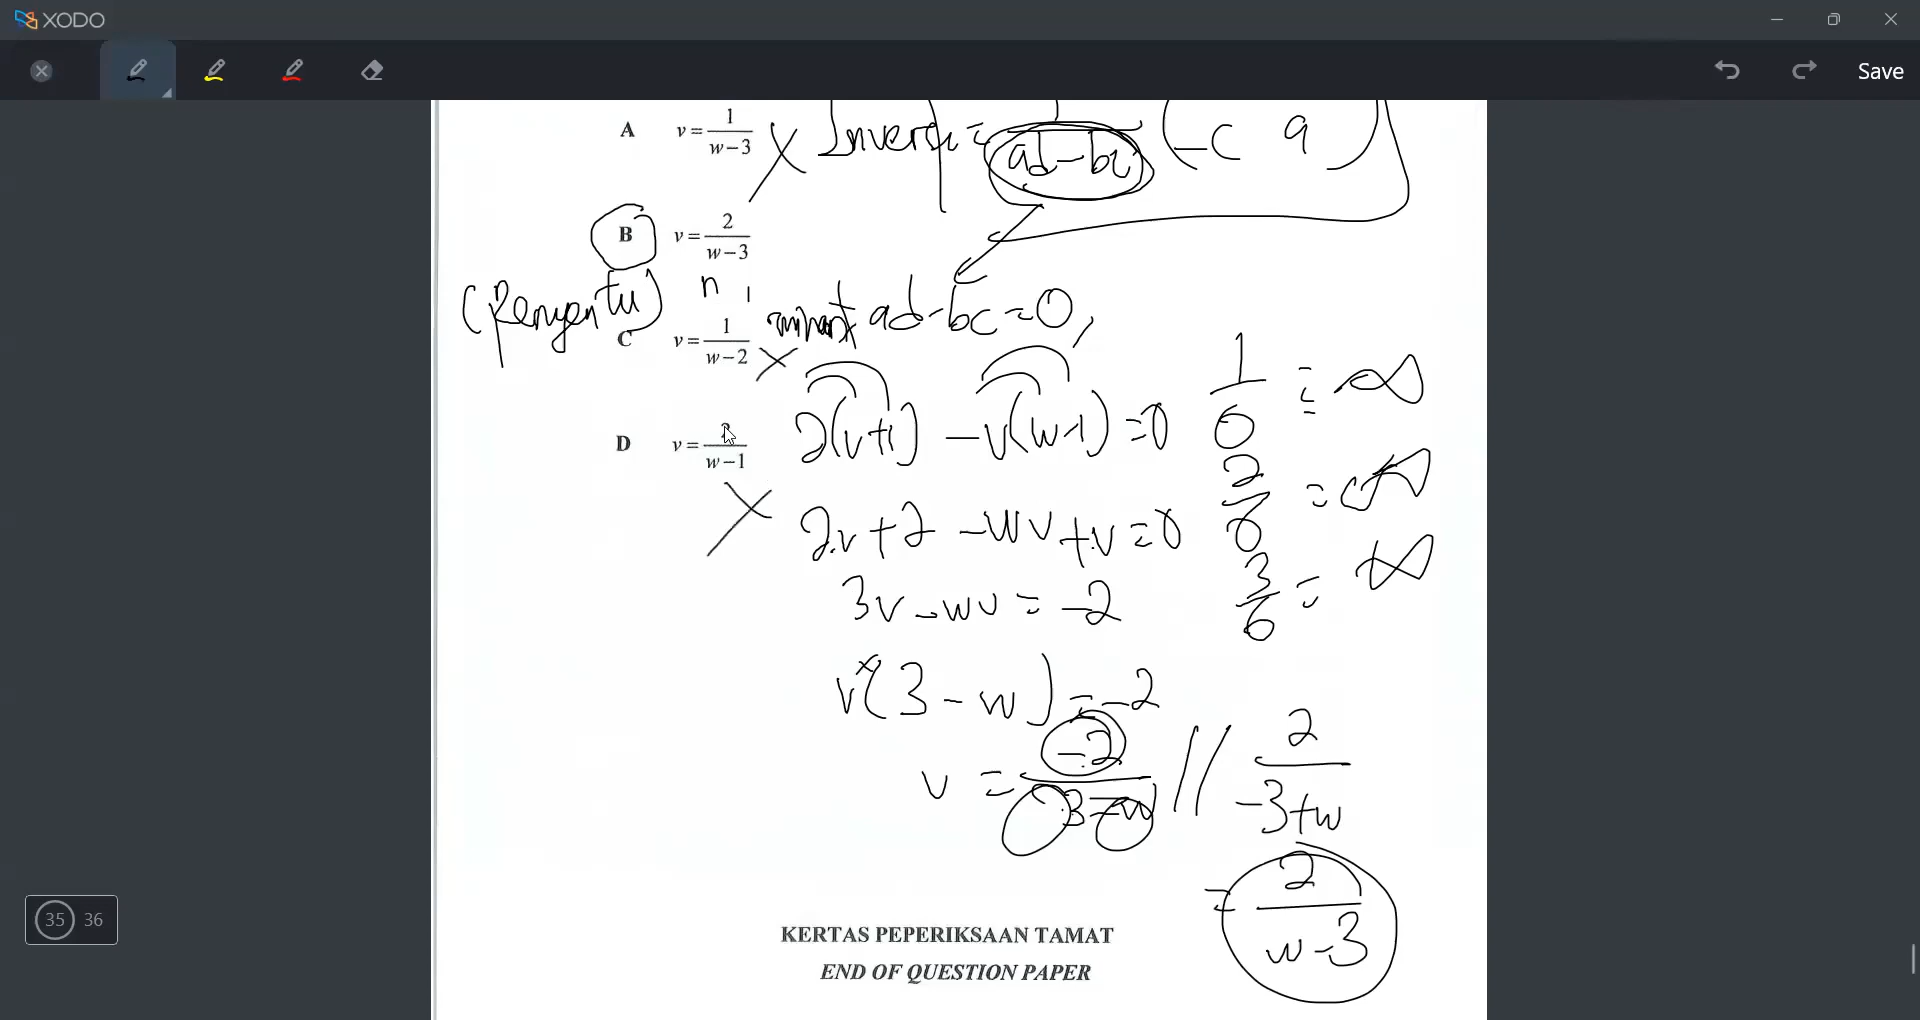 XODO
Save
A v = 1/(w−3)
Inverse = 1/(ad−bc) ( −c a )
B v = 2/(w−3)
(Penentu) n
ad−bc=0,
C v = 1/(w−2)
1/0 = ∞
2(v+1) −v(w−1)=0
D v = 2/(w−1)
2/0 = ∞
2v+2 −wv+v=0
3/0 = ∞
3v−wv = −2
v(3−w)=−2
v = −2/(3−w) // 2/(−3+w)
= 2/(w−3)
35 36
KERTAS PEPERIKSAAN TAMAT
END OF QUESTION PAPER